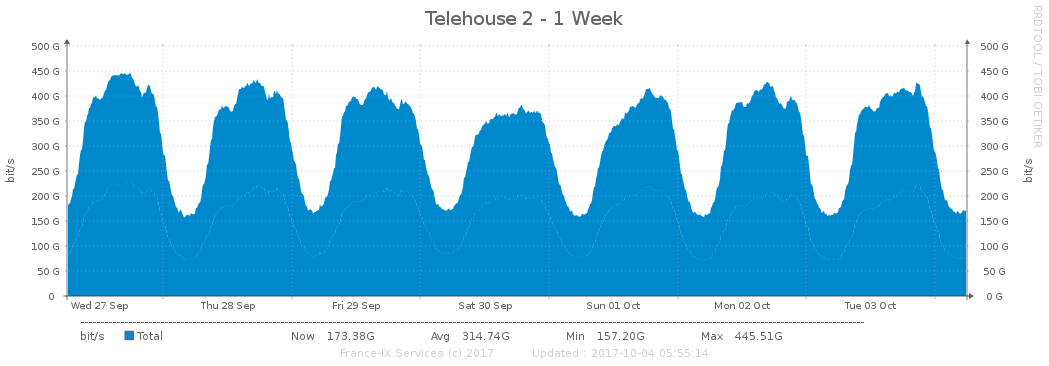 Telehouse 2 - 1 Week
RRDTOOL / TOBI OETIKER
bit/s
500 G 500 G
450 G 450 G
400 G 400 G
350 G 350 G
300 G 300 G
250 G 250 G
200 G 200 G
150 G 150 G
100 G 100 G
50 G 50 G
0 0 G
bit/s
Wed 27 Sep Thu 28 Sep Fri 29 Sep Sat 30 Sep Sun 01 Oct Mon 02 Oct Tue 03 Oct
bit/s Total Now 173.38G Avg 314.74G Min 157.20G Max 445.51G
France-IX Services (c) 2017 Updated : 2017-10-04 05:55:14